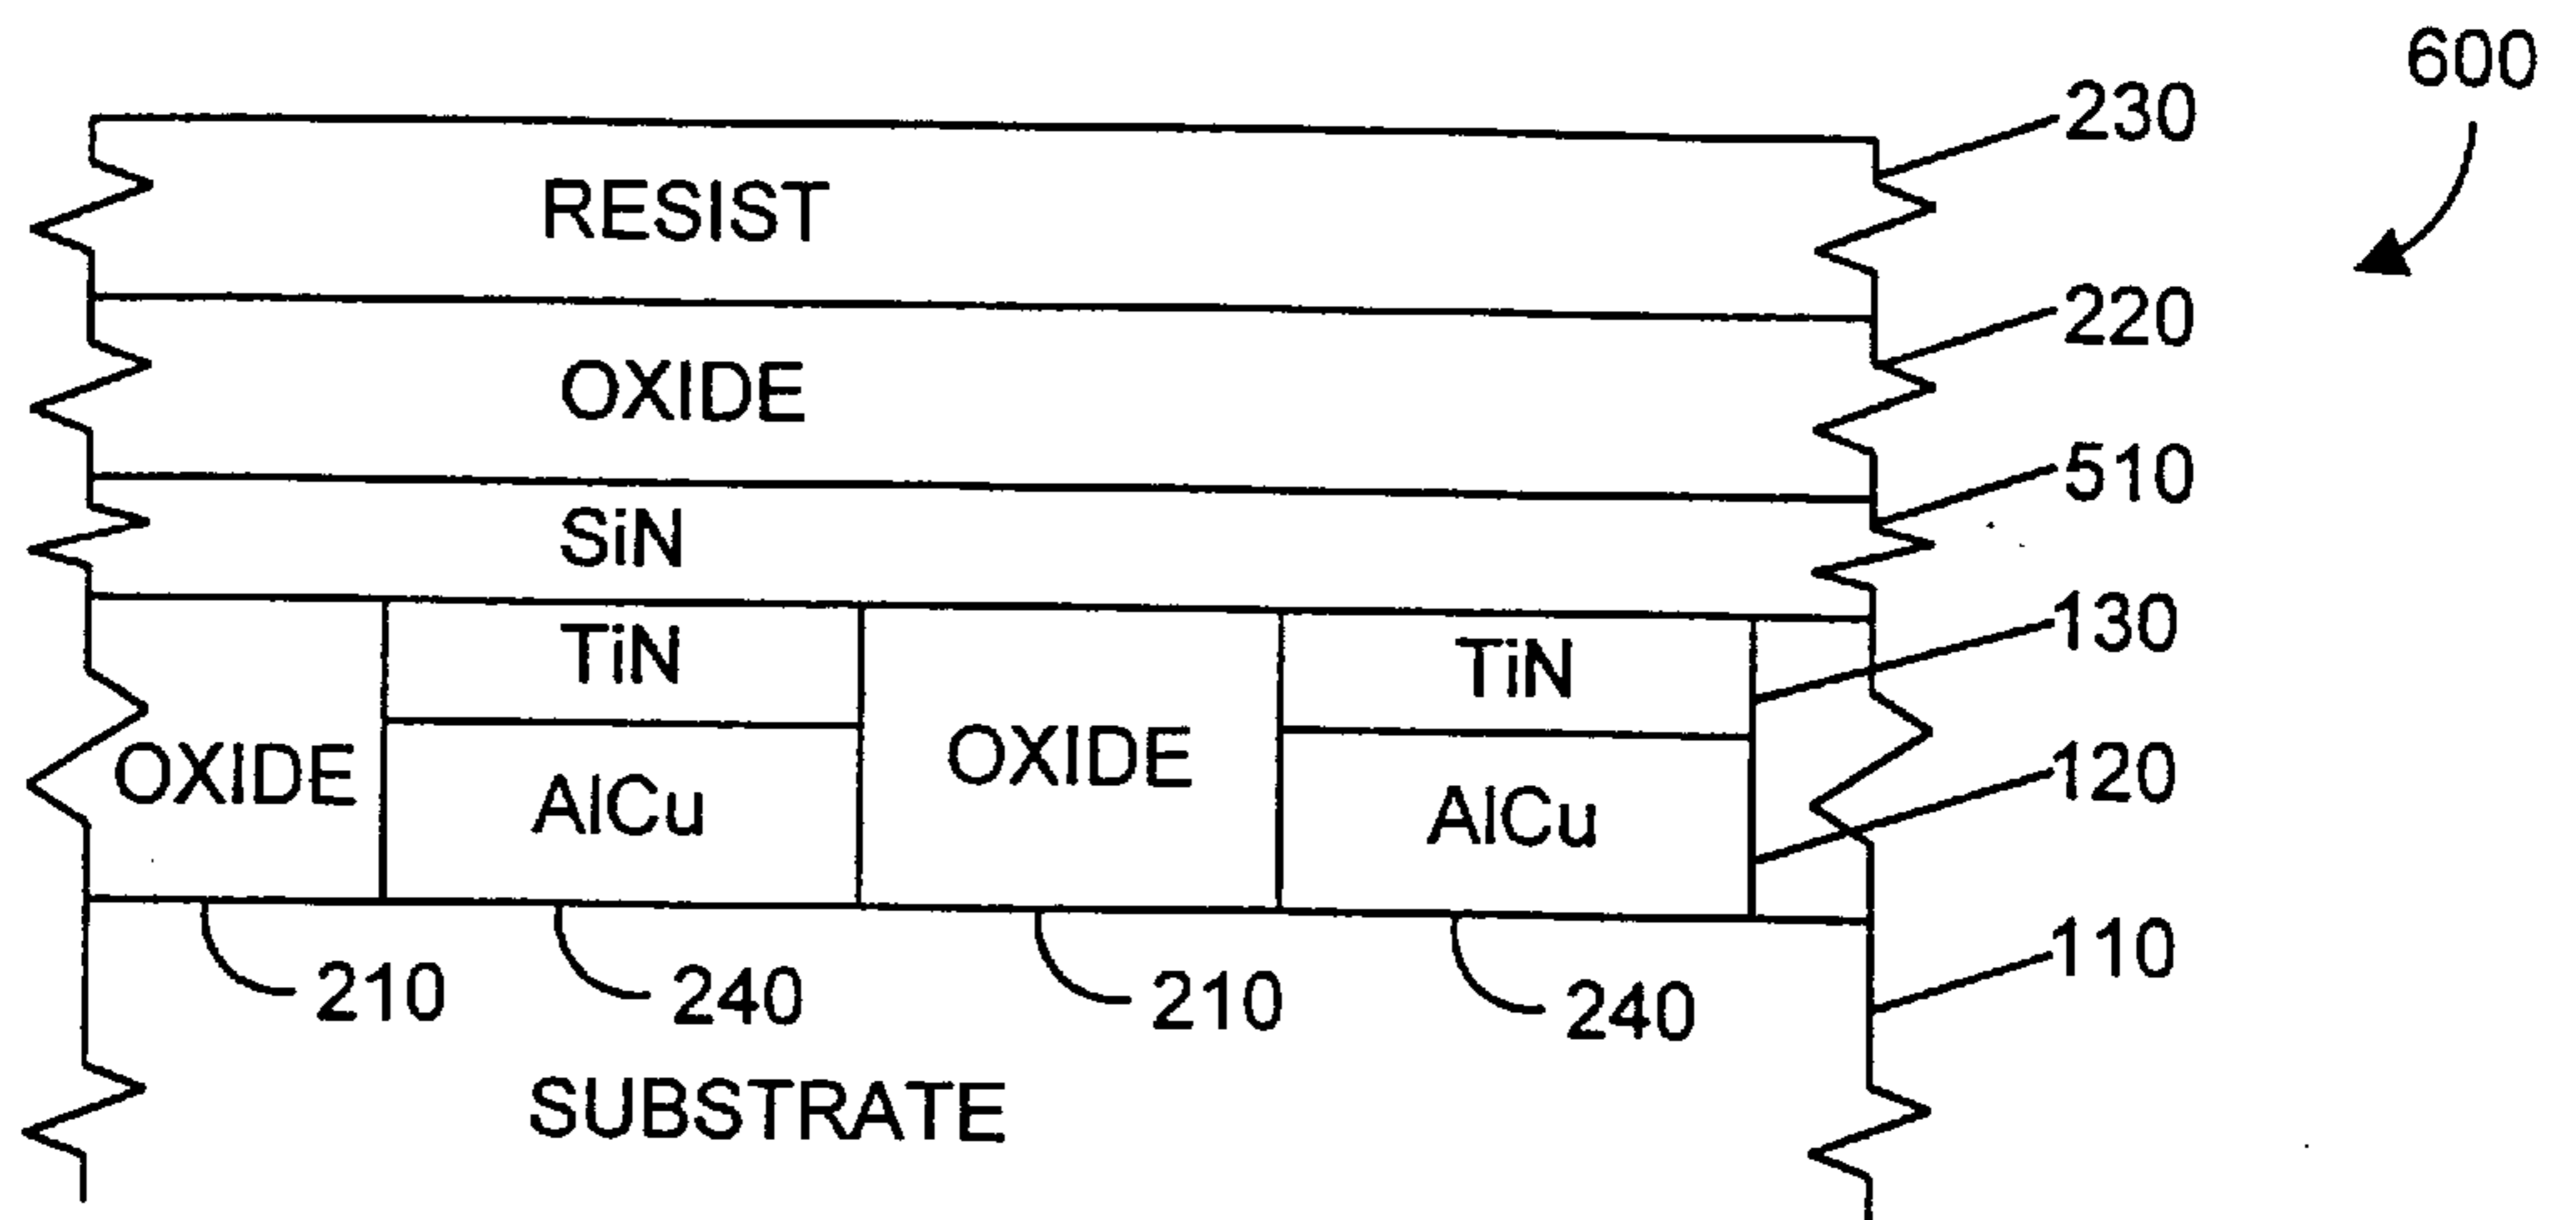 600
230
RESIST
220
OXIDE
510
SiN
130
TiN
TiN
OXIDE
AlCu
OXIDE
AlCu
120
110
210
240
210
240
SUBSTRATE